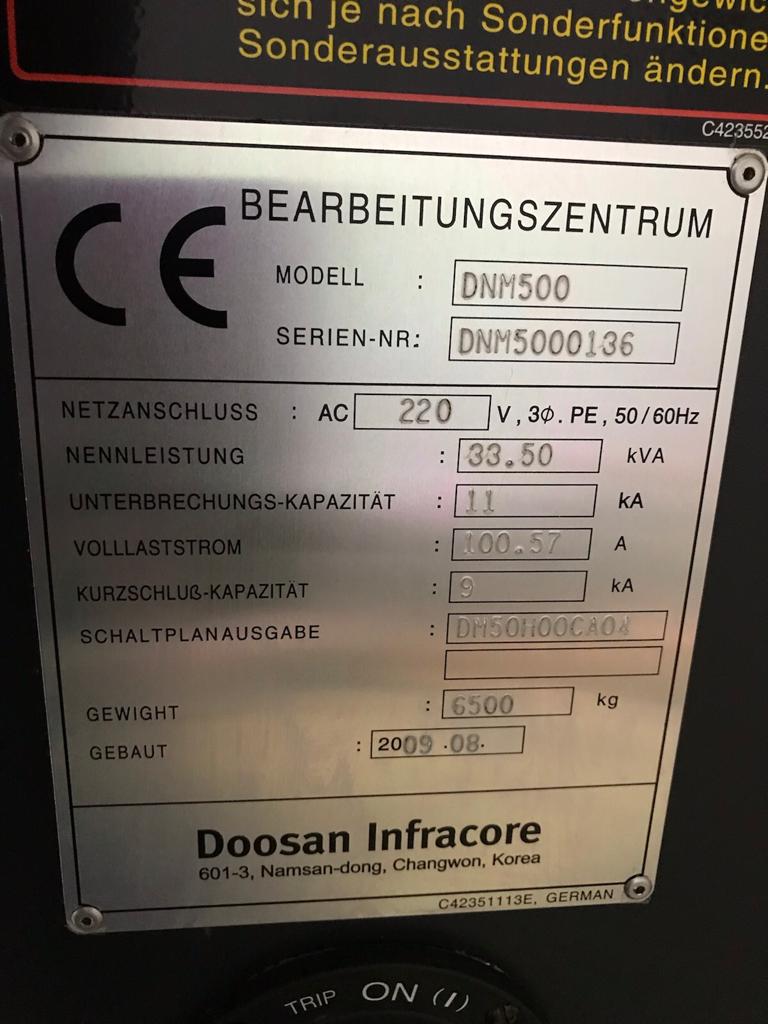 sich je nach Sonderfunktione
Sonderausstattungen ändern.
C423552
CE
BEARBEITUNGSZENTRUM
MODELL : DNM500
SERIEN-NR: DNM5000136
NETZANSCHLUSS : AC 220 V, 3Φ. PE, 50/60Hz
NENNLEISTUNG : 33.50 kVA
UNTERBRECHUNGS-KAPAZITÄT : 11 kA
VOLLLASTSTROM : 100.57 A
KURZSCHLUß-KAPAZITÄT : 9 kA
SCHALTPLANAUSGABE : DM50H00CA04
GEWIGHT : 6500 kg
GEBAUT : 2009.08.
Doosan Infracore
601-3, Namsan-dong, Changwon, Korea
C42351113E, GERMAN
TRIP ON (I)